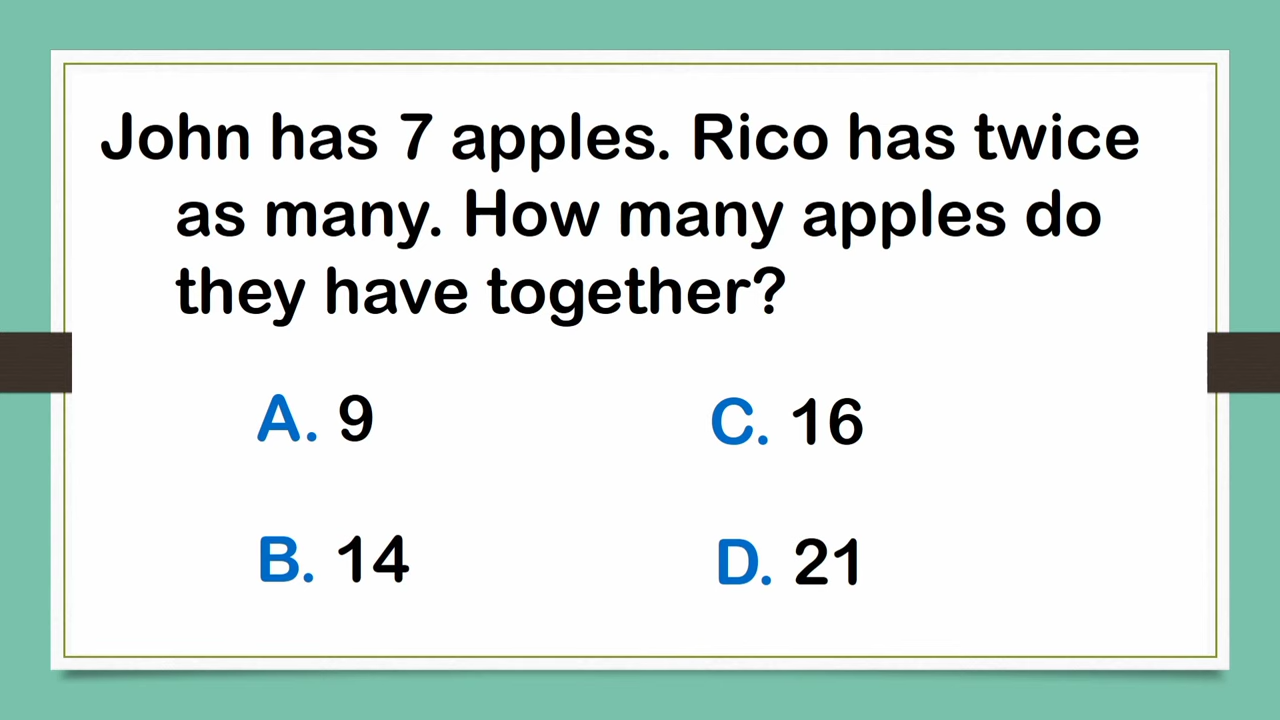 John has 7 apples. Rico has twice
as many. How many apples do
they have together?
A. 9
C. 16
B. 14
D. 21